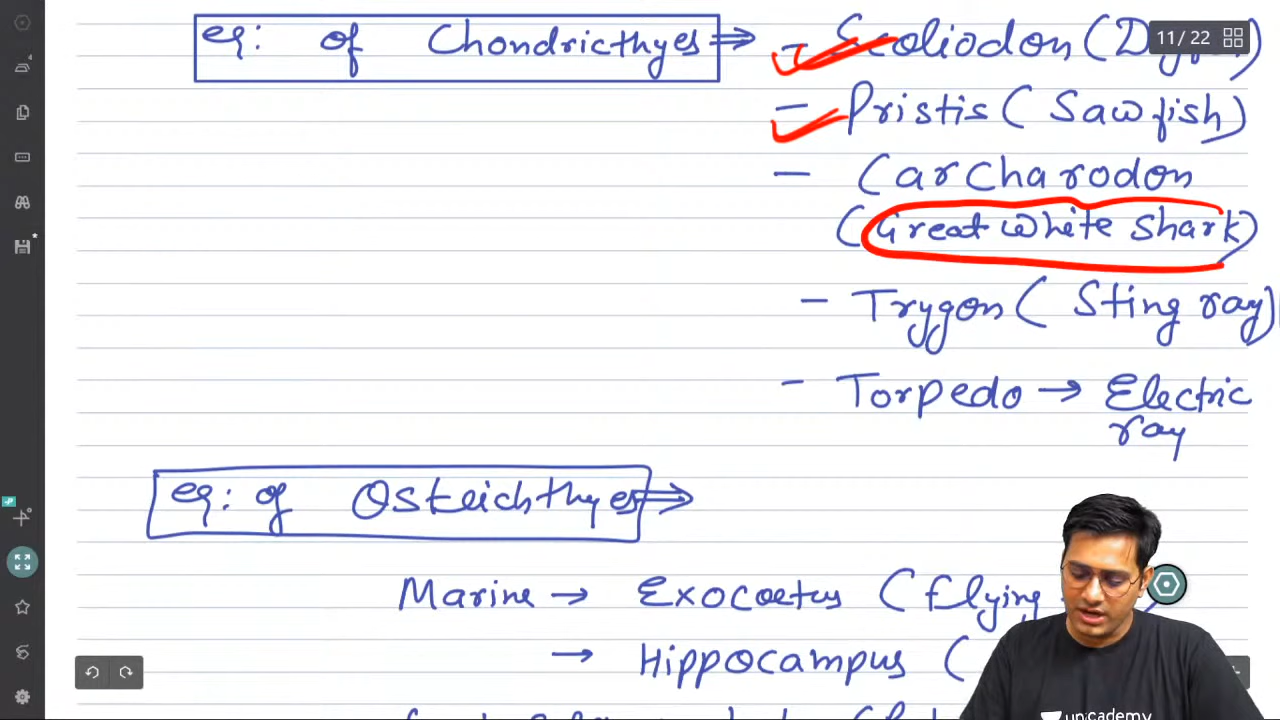 11/22
eg: of Chondricthyes ⇒ - Scoliodon (
- Pristis (Sawfish)
- Carcharodon
(Great white shark)
- Trygon (Sting ray)
- Torpedo → Electric
ray
eg: of Osteichthyes ⇒
Marine → Exocoetus (flying
→ Hippocampus (
unacademy